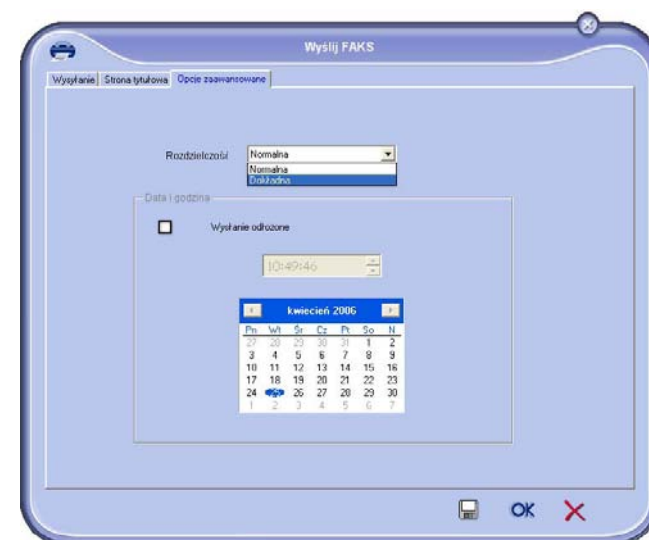 Wyślij FAKS
Wysyłanie Strona tytułowa Opcje zaawansowane
Rozdzielczość Normalna
Normalna
Dokładna
Data i godzina
Wysłanie odłożone
10:49:46
kwiecień 2006
Pn Wt Śr Cz Pt So N
27 28 29 30 31 1 2
3 4 5 6 7 8 9
10 11 12 13 14 15 16
17 18 19 20 21 22 23
24 25 26 27 28 29 30
1 2 3 4 5 6 7
OK